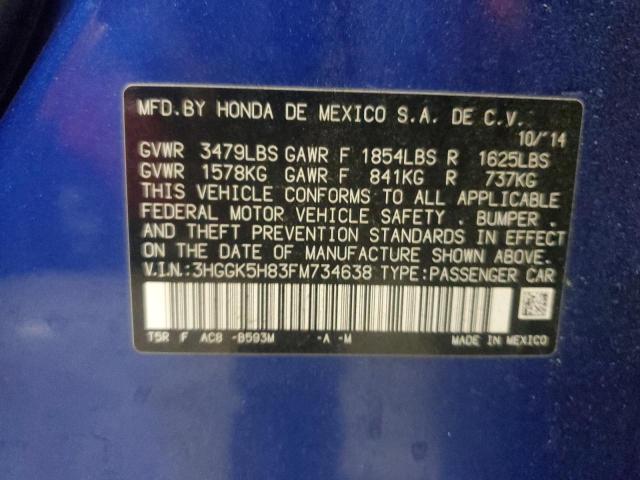 MFD.BY HONDA DE MEXICO S.A. DE C.V.
10/'14
GVWR 3479LBS GAWR F 1854LBS R 1625LBS
GVWR 1578KG GAWR F 841KG R 737KG
THIS VEHICLE CONFORMS TO ALL APPLICABLE
FEDERAL MOTOR VEHICLE SAFETY . BUMPER .
AND THEFT PREVENTION STANDARDS IN EFFECT
ON THE DATE OF MANUFACTURE SHOWN ABOVE.
V.I.N.:3HGGK5H83FM734638 TYPE:PASSENGER CAR
T5R F AC8 -B593M -A -M MADE IN MEXICO